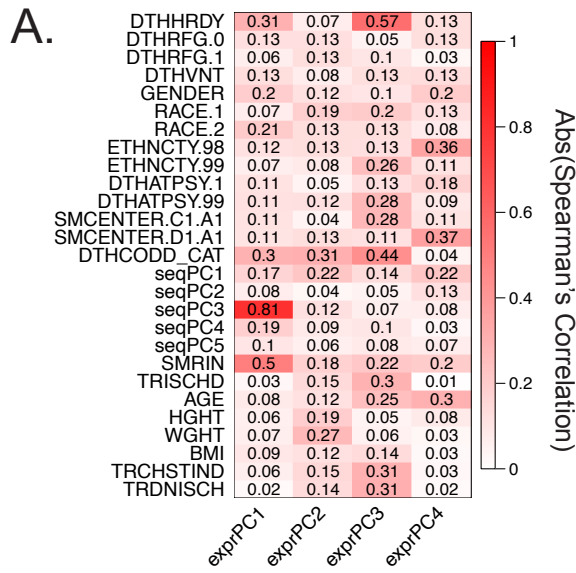 A.
DTHHRDY 0.31 0.07 0.57 0.13
DTHRFG.0 0.13 0.13 0.05 0.13
DTHRFG.1 0.06 0.13 0.1 0.03
DTHVNT 0.13 0.08 0.13 0.13
GENDER 0.2 0.12 0.1 0.2
RACE.1 0.07 0.19 0.2 0.13
RACE.2 0.21 0.13 0.13 0.08
ETHNCTY.98 0.12 0.13 0.13 0.36
ETHNCTY.99 0.07 0.08 0.26 0.11
DTHATPSY.1 0.11 0.05 0.13 0.18
DTHATPSY.99 0.11 0.12 0.28 0.09
SMCENTER.C1.A1 0.11 0.04 0.28 0.11
SMCENTER.D1.A1 0.11 0.13 0.11 0.37
DTHCODD_CAT 0.3 0.31 0.44 0.04
seqPC1 0.17 0.22 0.14 0.22
seqPC2 0.08 0.04 0.05 0.13
seqPC3 0.81 0.12 0.07 0.08
seqPC4 0.19 0.09 0.1 0.03
seqPC5 0.1 0.06 0.08 0.07
SMRIN 0.5 0.18 0.22 0.2
TRISCHD 0.03 0.15 0.3 0.01
AGE 0.08 0.12 0.25 0.3
HGHT 0.06 0.19 0.05 0.08
WGHT 0.07 0.27 0.06 0.03
BMI 0.09 0.12 0.14 0.03
TRCHSTIND 0.06 0.15 0.31 0.03
TRDNISCH 0.02 0.14 0.31 0.02
exprPC1 exprPC2 exprPC3 exprPC4
1
0.8
0.6
0.4
0.2
0
Abs(Spearman's Correlation)